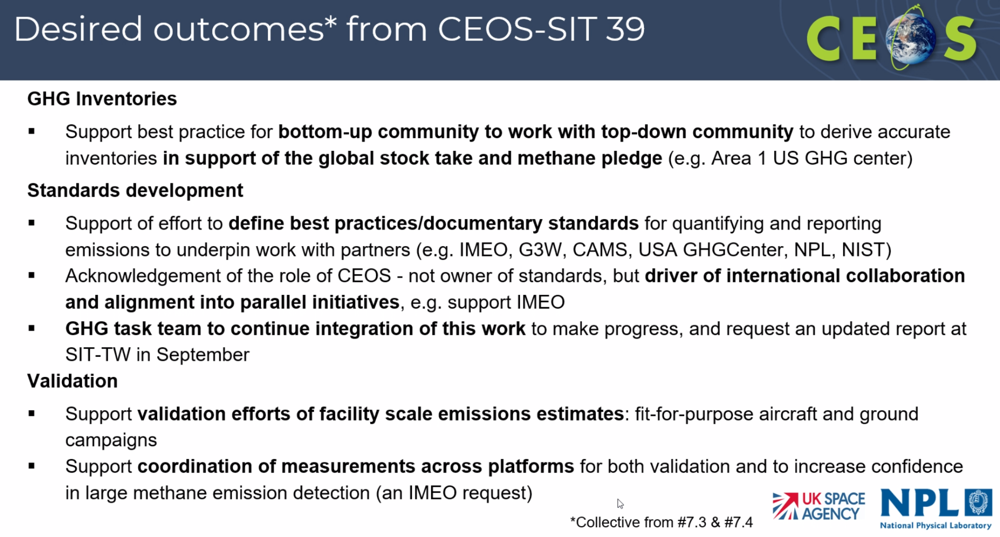 Desired outcomes* from CEOS-SIT 39
CEOS
GHG Inventories
▪ Support best practice for bottom-up community to work with top-down community to derive accurate
inventories in support of the global stock take and methane pledge (e.g. Area 1 US GHG center)
Standards development
▪ Support of effort to define best practices/documentary standards for quantifying and reporting
emissions to underpin work with partners (e.g. IMEO, G3W, CAMS, USA GHGCenter, NPL, NIST)
▪ Acknowledgement of the role of CEOS - not owner of standards, but driver of international collaboration
and alignment into parallel initiatives, e.g. support IMEO
▪ GHG task team to continue integration of this work to make progress, and request an updated report at
SIT-TW in September
Validation
▪ Support validation efforts of facility scale emissions estimates: fit-for-purpose aircraft and ground
campaigns
▪ Support coordination of measurements across platforms for both validation and to increase confidence
in large methane emission detection (an IMEO request)
*Collective from #7.3 & #7.4
UK SPACE
AGENCY
NPL
National Physical Laboratory